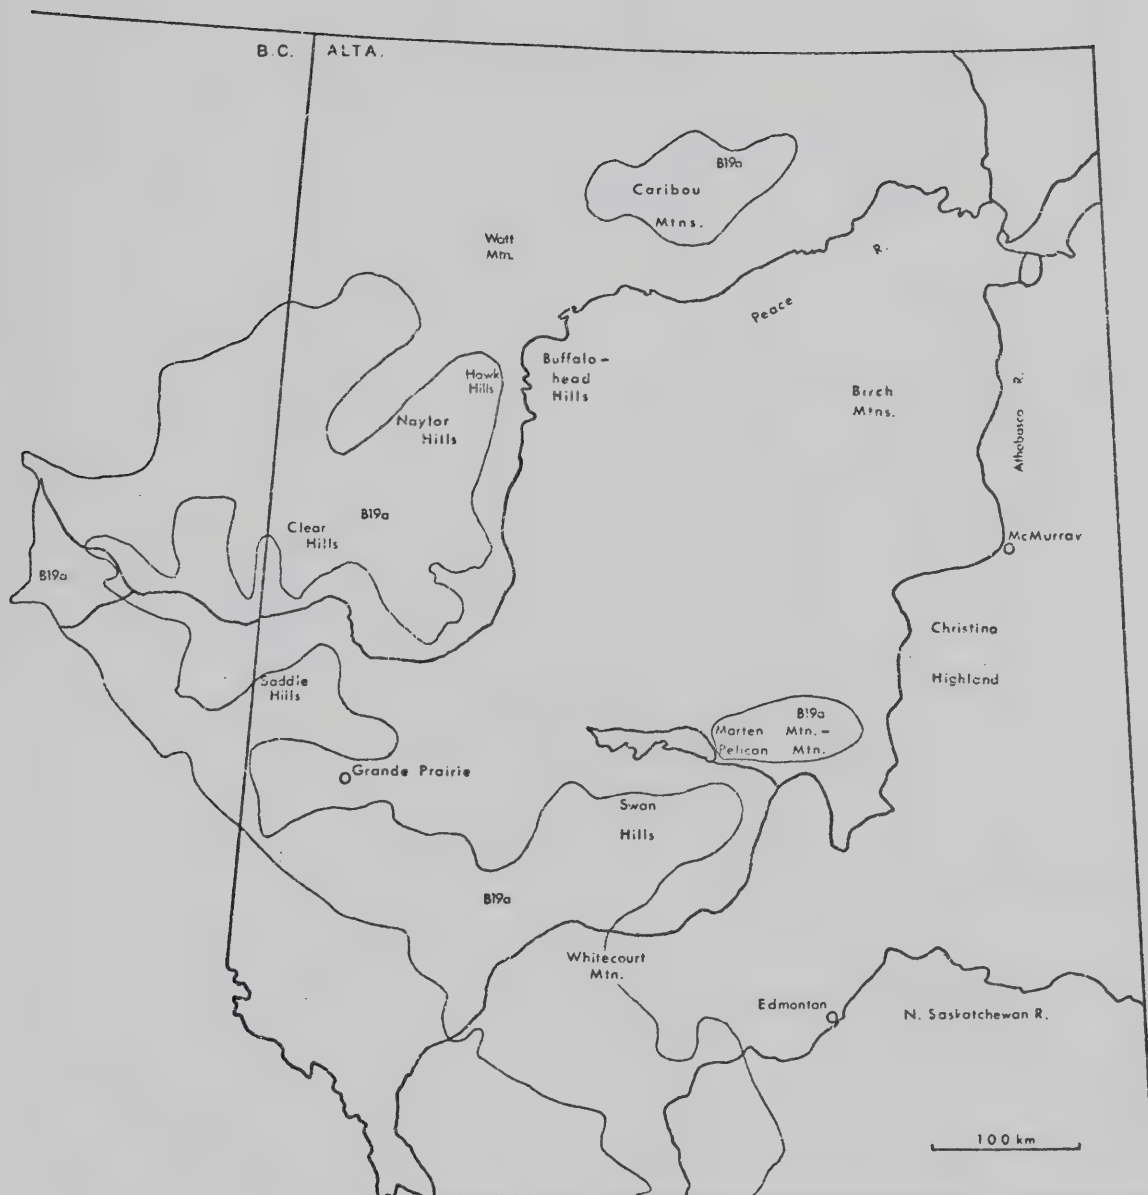 B.C. ALTA.
B19a
Caribou
Mtns.
Watt
Mtn.
R.
Peace
Buffalo-
head
Hills
Hawk
Hills
Naylor
Hills
Birch
Mtns.
Athabasca R.
B19a
Clear
Hills
McMurray
B19a
Christina
Highland
Saddle
Hills
B19a
Marten Mtn.-
Pelican Mtn.
Grande Prairie
Swan
Hills
B19a
Whitecourt
Mtn.
Edmonton
N. Saskatchewan R.
100 km